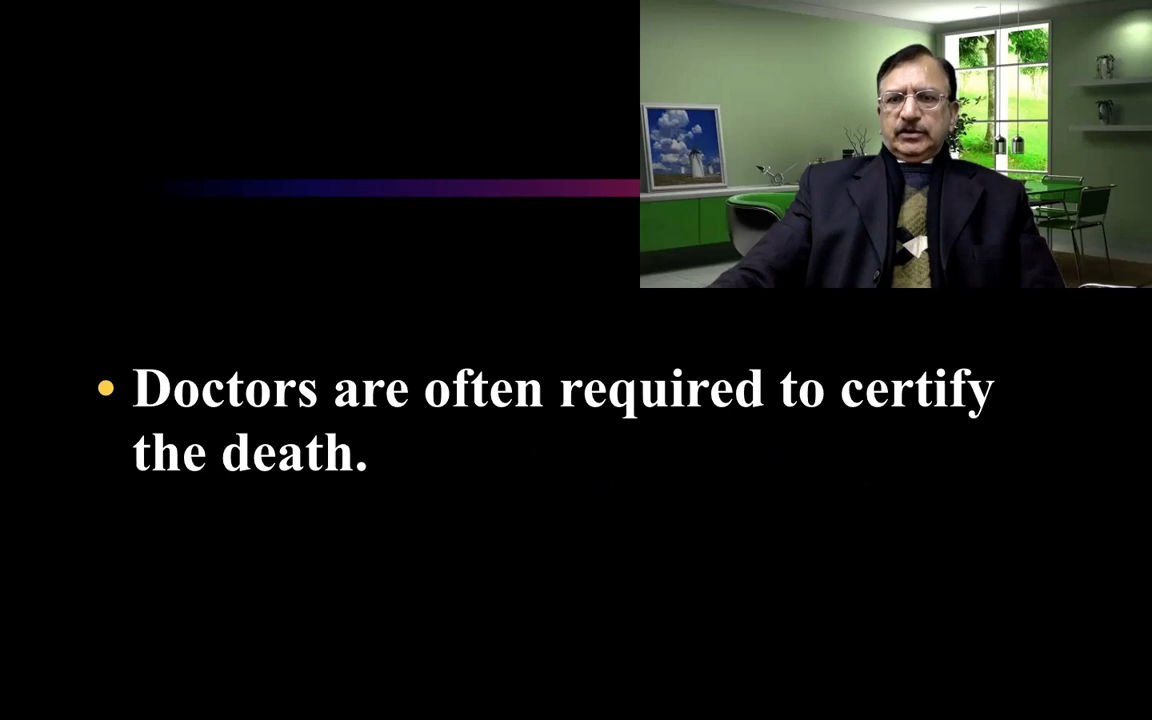 • Doctors are often required to certify
the death.